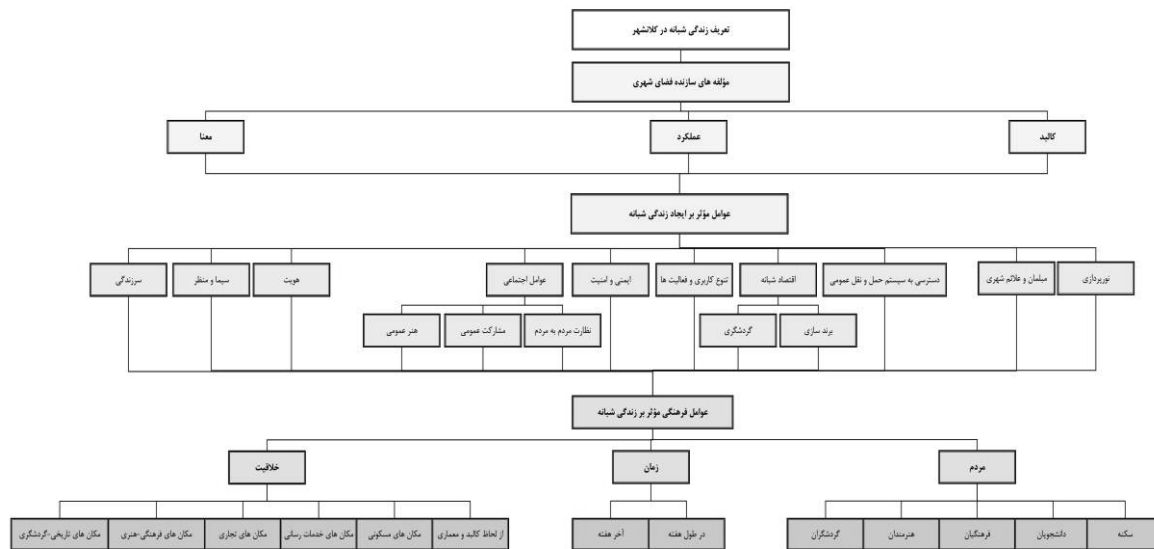 تعریف زندگی شبانه در کلانشهر
مؤلفه های سازنده فضای شهری
کالبد
عملکرد
معنا
عوامل مؤثر بر ایجاد زندگی شبانه
نورپردازی
مبلمان و علائم شهری
دسترسی به سیستم حمل و نقل عمومی
اقتصاد شبانه
تنوع کاربری و فعالیت ها
ایمنی و امنیت
عوامل اجتماعی
هویت
سیما و منظر
سرزندگی
برند سازی
گردشگری
نظارت مردم به مردم
مشارکت عمومی
هنر عمومی
عوامل فرهنگی مؤثر بر زندگی شبانه
مردم
زمان
خلاقیت
سکنه
دانشجویان
فرهنگیان
هنرمندان
گردشگران
در طول هفته
آخر هفته
از لحاظ کالبد و معماری
مکان های مسکونی
مکان های خدمات رسانی
مکان های تجاری
مکان های فرهنگی-هنری
مکان های تاریخی-گردشگری